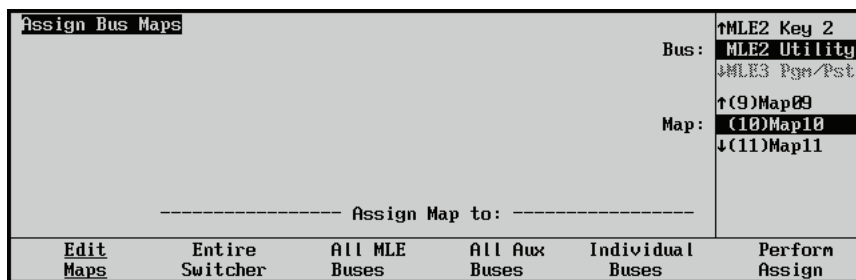 Assign Bus Maps
↑MLE2 Key 2
Bus: MLE2 Utility
↓MLE3 Pgm/Pst
↑(9)Map09
Map: (10)Map10
↓(11)Map11
----------------- Assign Map to: -----------------
Edit Maps
Entire Switcher
All MLE Buses
All Aux Buses
Individual Buses
Perform Assign